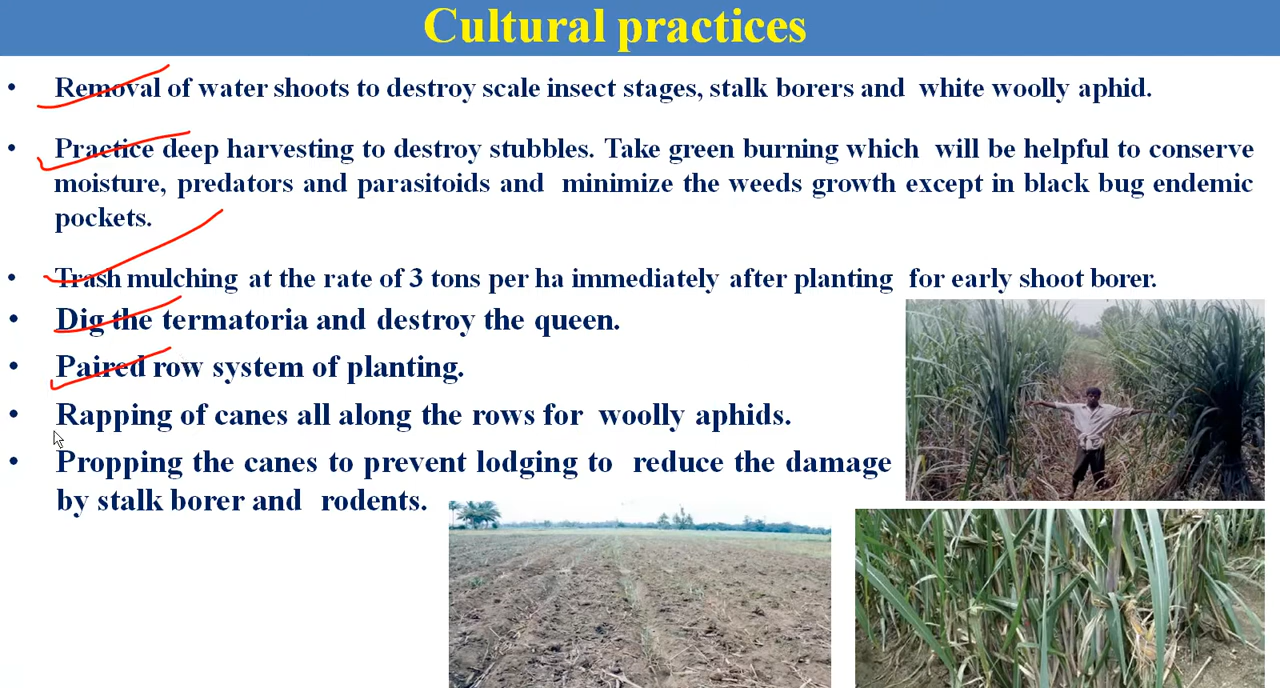 Cultural practices
• Removal of water shoots to destroy scale insect stages, stalk borers and white woolly aphid.
• Practice deep harvesting to destroy stubbles. Take green burning which will be helpful to conserve
moisture, predators and parasitoids and minimize the weeds growth except in black bug endemic
pockets.
• Trash mulching at the rate of 3 tons per ha immediately after planting for early shoot borer.
• Dig the termatoria and destroy the queen.
• Paired row system of planting.
• Rapping of canes all along the rows for woolly aphids.
• Propping the canes to prevent lodging to reduce the damage
by stalk borer and rodents.